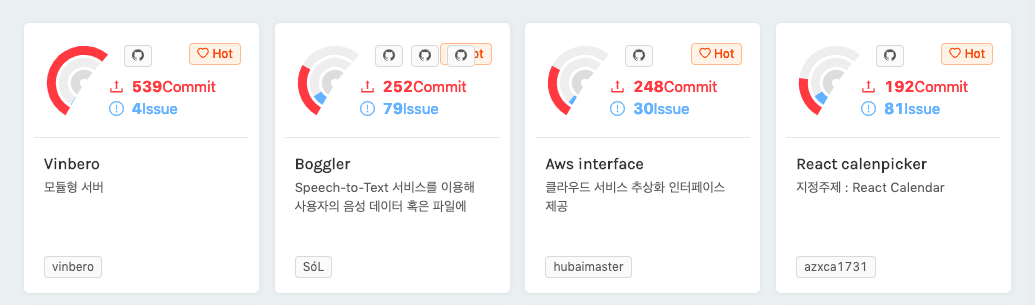 Hot
539Commit
4Issue
Vinbero
모듈형 서버
vinbero
252Commit
79Issue
Boggler
Speech-to-Text 서비스를 이용해
사용자의 음성 데이터 혹은 파일에
SóL
Hot
248Commit
30Issue
Aws interface
클라우드 서비스 추상화 인터페이스
제공
hubaimaster
Hot
192Commit
81Issue
React calenpicker
지정주제 : React Calendar
azxca1731